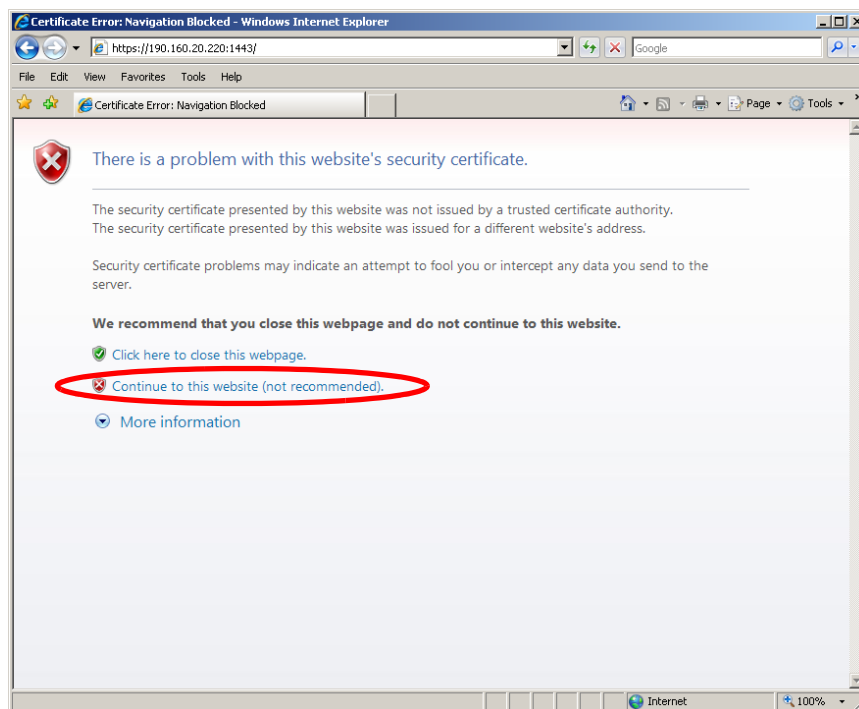 Certificate Error: Navigation Blocked - Windows Internet Explorer
https://190.160.20.220:1443/
Google
File Edit View Favorites Tools Help
Certificate Error: Navigation Blocked
Page Tools
There is a problem with this website's security certificate.
The security certificate presented by this website was not issued by a trusted certificate authority.
The security certificate presented by this website was issued for a different website's address.
Security certificate problems may indicate an attempt to fool you or intercept any data you send to the
server.
We recommend that you close this webpage and do not continue to this website.
Click here to close this webpage.
Continue to this website (not recommended).
More information
Internet
100%